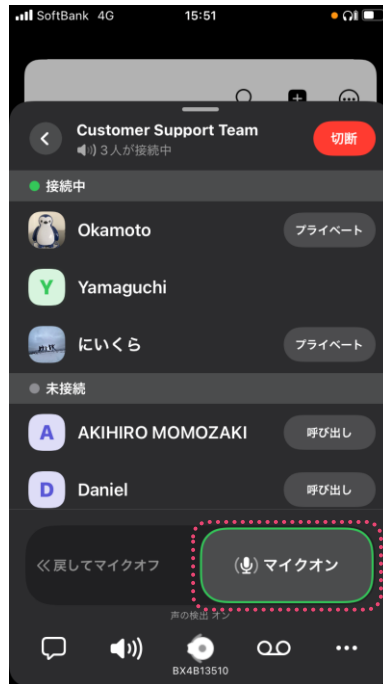 SoftBank 4G 15:51
Customer Support Team
切断
3人が接続中
接続中
Okamoto
プライベート
Y
Yamaguchi
にいくら
プライベート
未接続
A
AKIHIRO MOMOZAKI
呼び出し
D
Daniel
呼び出し
≪戻してマイクオフ
マイクオン
声の検出 オン
BX4B13510